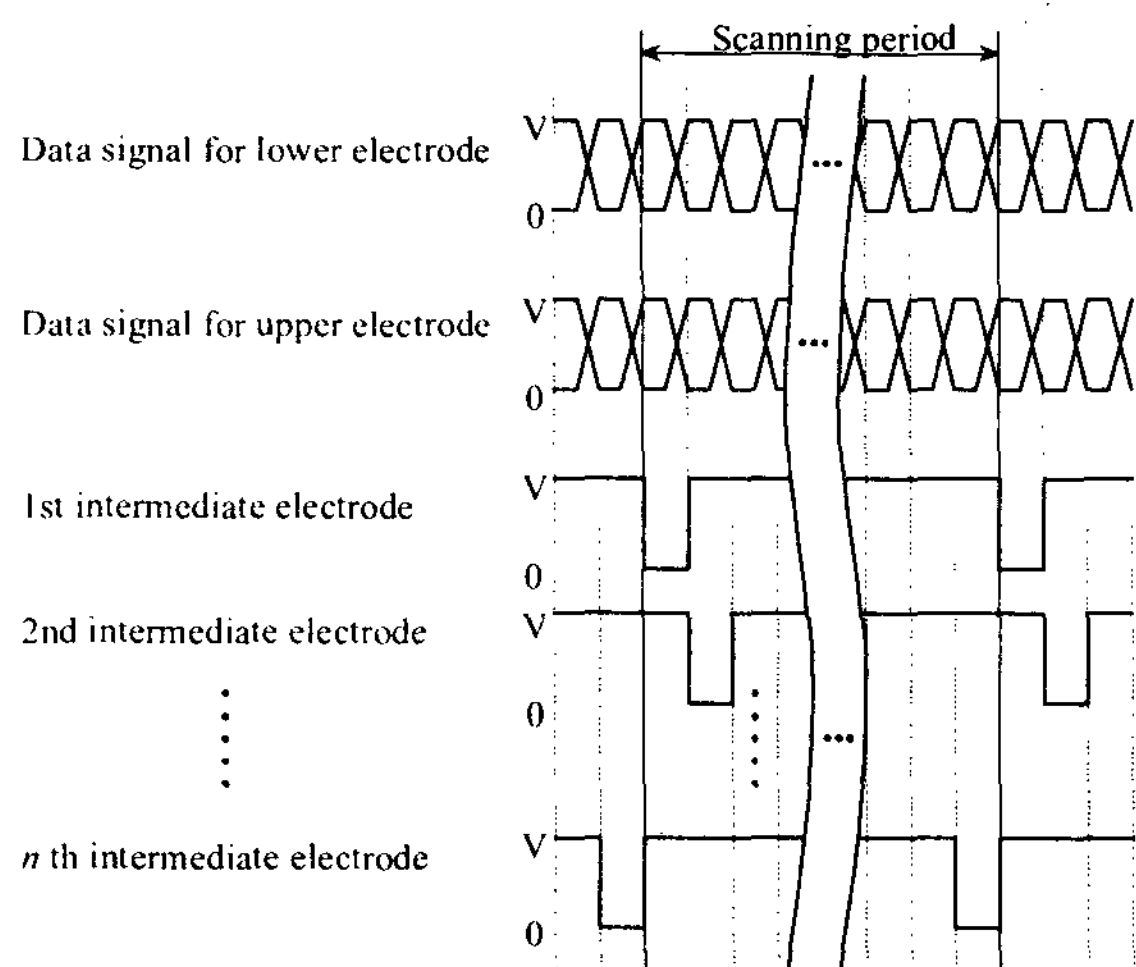 Scanning period
Data signal for lower electrode
V
0
Data signal for upper electrode
V
0
1st intermediate electrode
V
0
2nd intermediate electrode
V
0
n th intermediate electrode
V
0